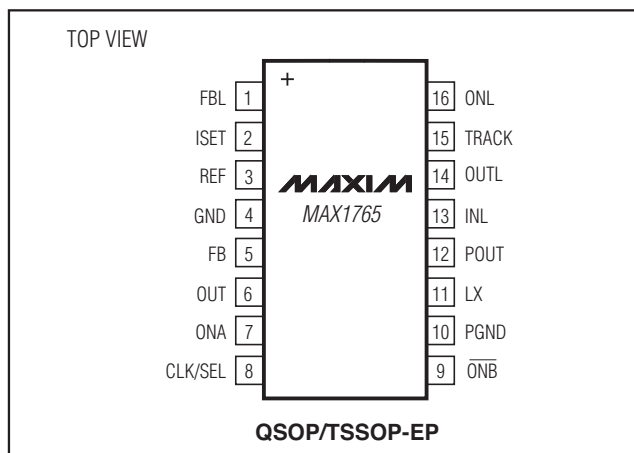 TOP VIEW
+
FBL 1 16 ONL
ISET 2 15 TRACK
REF 3 14 OUTL
MAXIM
GND 4 MAX1765 13 INL
FB 5 12 POUT
OUT 6 11 LX
ONA 7 10 PGND
CLK/SEL 8 9 O̅N̅B̅
QSOP/TSSOP-EP